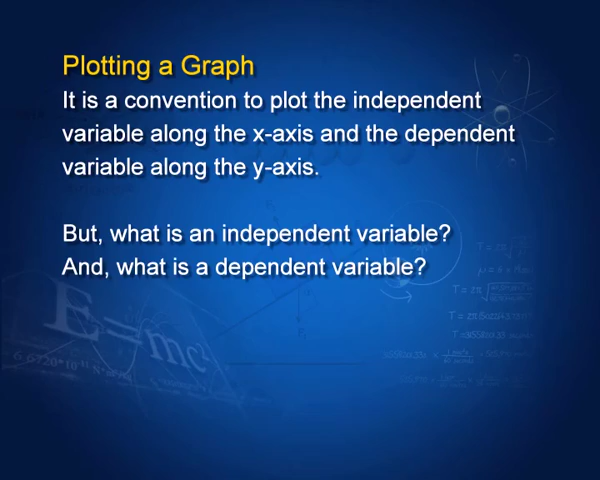 Plotting a Graph
It is a convention to plot the independent
variable along the x-axis and the dependent
variable along the y-axis.
But, what is an independent variable?
And, what is a dependent variable?
E=mc²